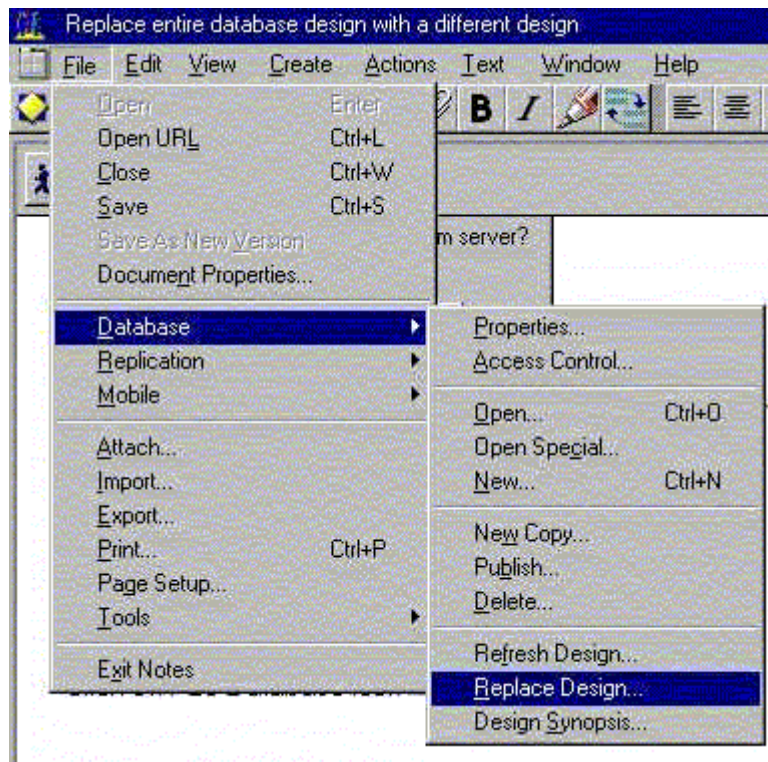 Replace entire database design with a different design
File Edit View Create Actions Text Window Help
B I
Open Enter
Open URL Ctrl+L
Close Ctrl+W
Save Ctrl+S
Save As New Version
Document Properties...
Database
Replication
Mobile
Attach...
Import...
Export...
Print... Ctrl+P
Page Setup...
Tools
Exit Notes
m server?
Properties...
Access Control...
Open... Ctrl+O
Open Special...
New... Ctrl+N
New Copy...
Publish...
Delete...
Refresh Design...
Replace Design...
Design Synopsis...